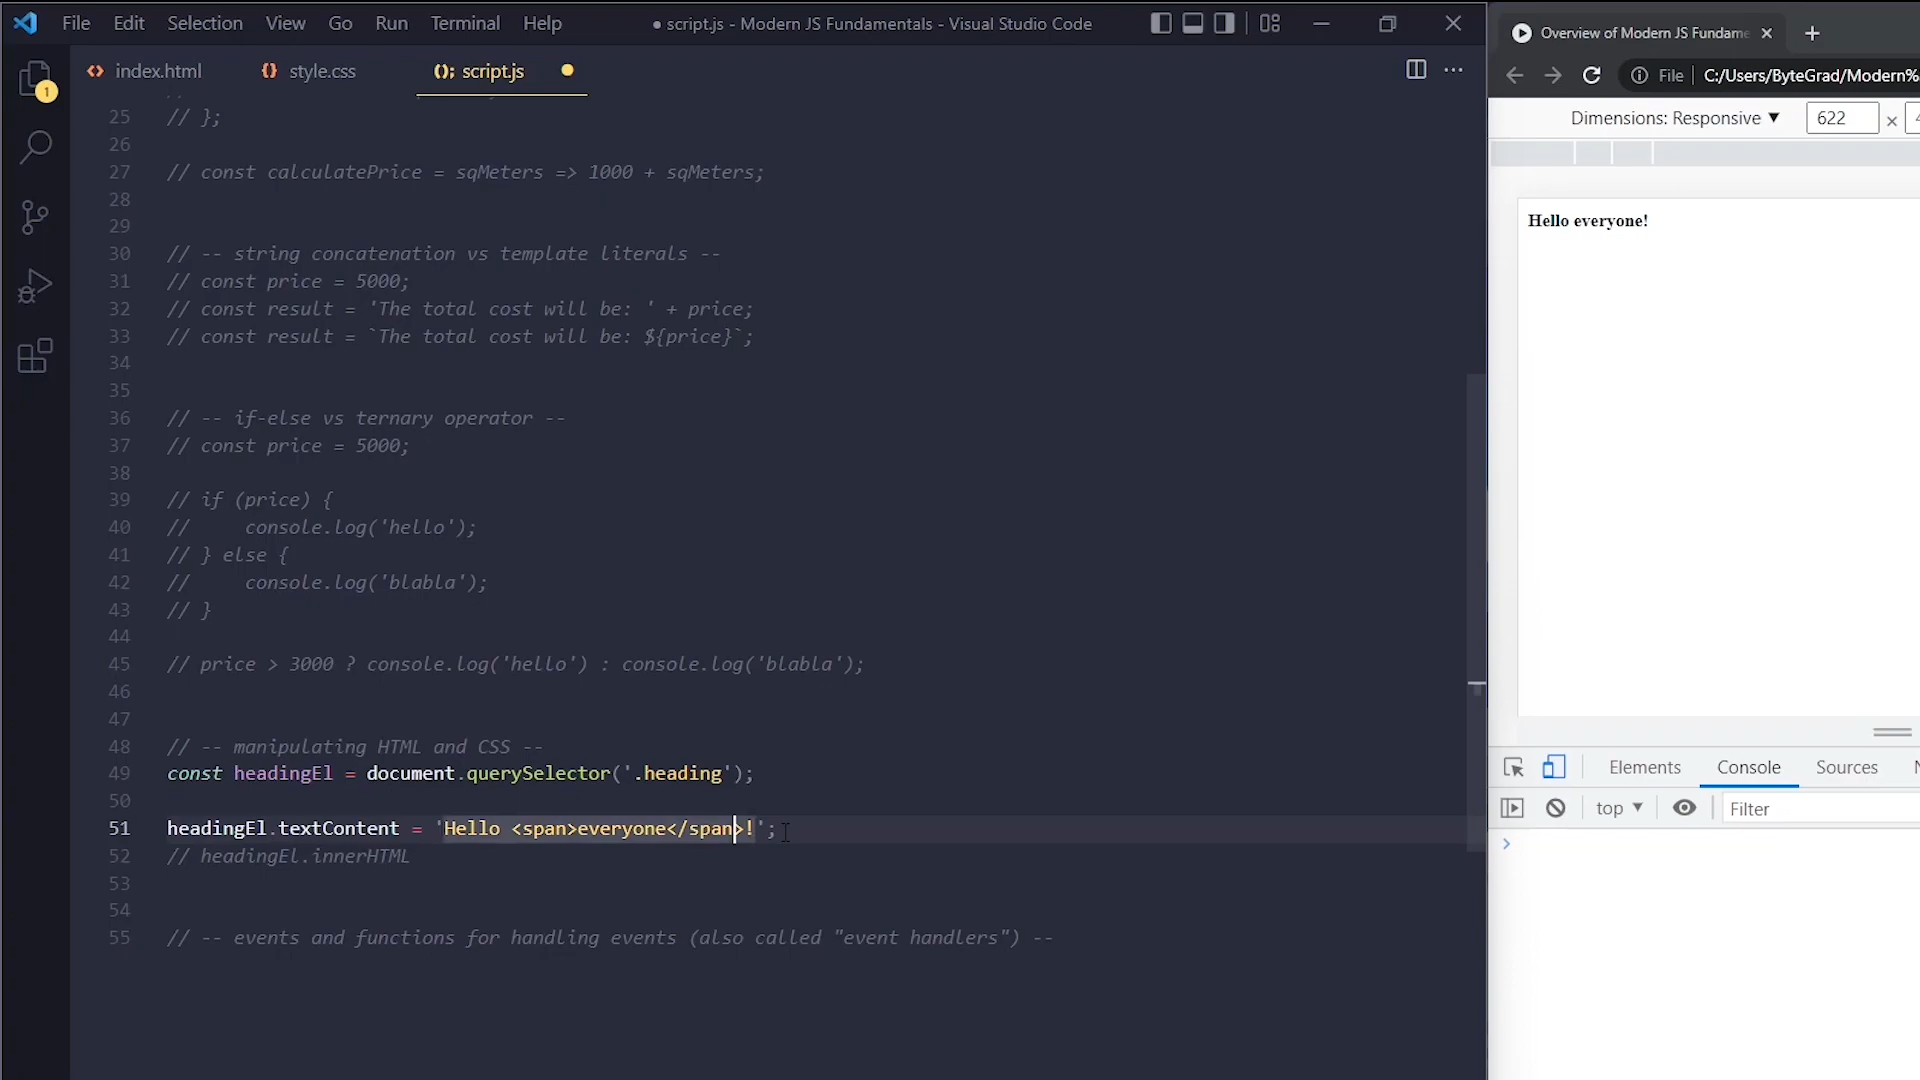 File Edit Selection View Go Run Terminal Help
● script.js - Modern JS Fundamentals - Visual Studio Code
index.html
style.css
script.js
1
25 // };
26
27 // const calculatePrice = sqMeters => 1000 + sqMeters;
28
29
30 // -- string concatenation vs template literals --
31 // const price = 5000;
32 // const result = 'The total cost will be: ' + price;
33 // const result = `The total cost will be: ${price}`;
34
35
36 // -- if-else vs ternary operator --
37 // const price = 5000;
38
39 // if (price) {
40 //     console.log('hello');
41 // } else {
42 //     console.log('blabla');
43 // }
44
45 // price > 3000 ? console.log('hello') : console.log('blabla');
46
47
48 // -- manipulating HTML and CSS --
49 const headingEl = document.querySelector('.heading');
50
51 headingEl.textContent = 'Hello <span>everyone</span>!';
52 // headingEl.innerHTML
53
54
55 // -- events and functions for handling events (also called "event handlers") --
Overview of Modern JS Fundame
File C:/Users/ByteGrad/Modern%
Dimensions: Responsive ▼ 622 ×
Hello everyone!
Elements Console Sources
top ▼ Filter